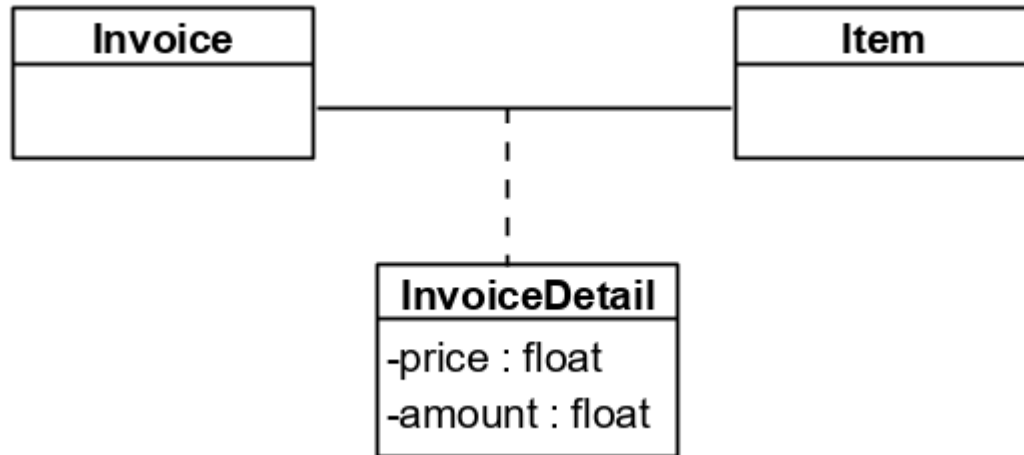 Invoice
Item
InvoiceDetail
-price : float
-amount : float